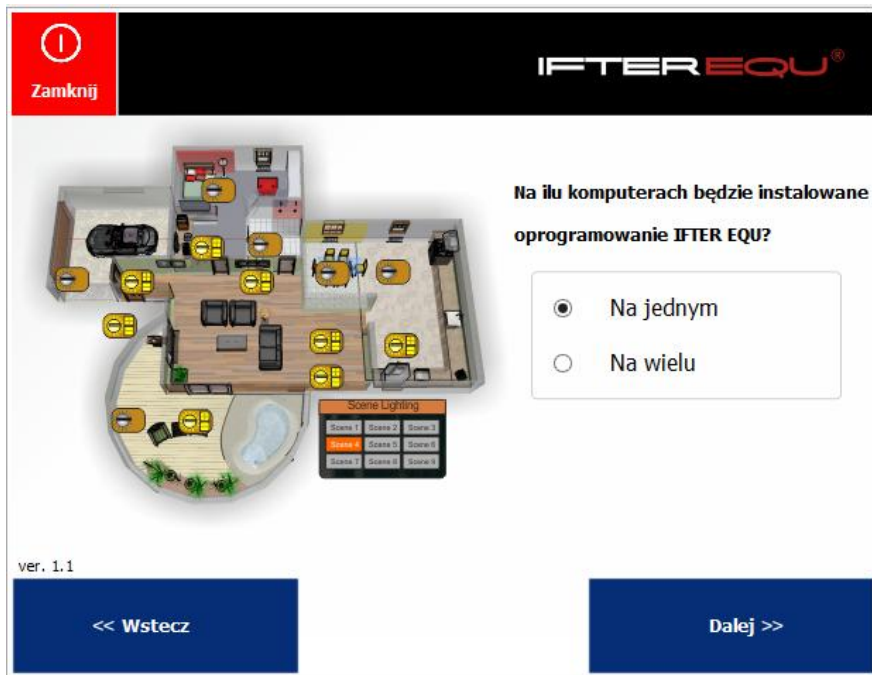 Zamknij
IFTER EQU®
Na ilu komputerach będzie instalowane
oprogramowanie IFTER EQU?
Na jednym
Na wielu
Scene Lighting
Scene 1 Scene 2 Scene 3
Scene 4 Scene 5 Scene 6
Scene 7 Scene 8 Scene 9
ver. 1.1
<< Wstecz
Dalej >>